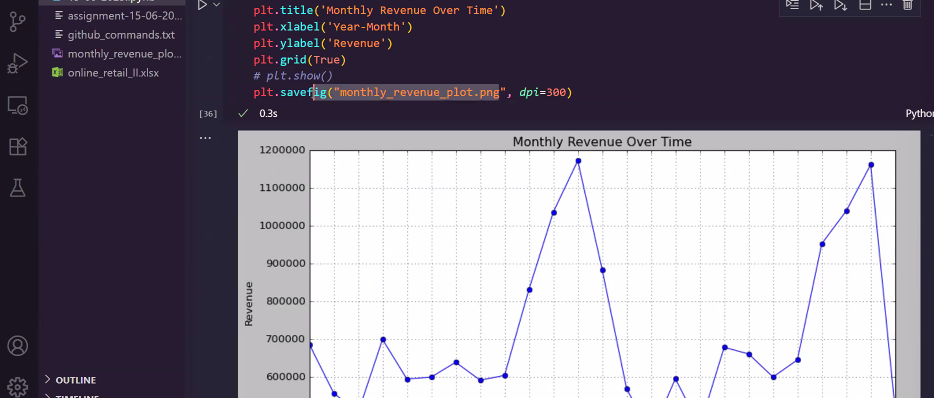 assignment-15-06-20...
github_commands.txt
monthly_revenue_plo...
online_retail_II.xlsx
OUTLINE
plt.title('Monthly Revenue Over Time')
plt.xlabel('Year-Month')
plt.ylabel('Revenue')
plt.grid(True)
# plt.show()
plt.savefig("monthly_revenue_plot.png", dpi=300)
[36]
0.3s
Python
Monthly Revenue Over Time
1200000
1100000
1000000
900000
800000
700000
600000
Revenue